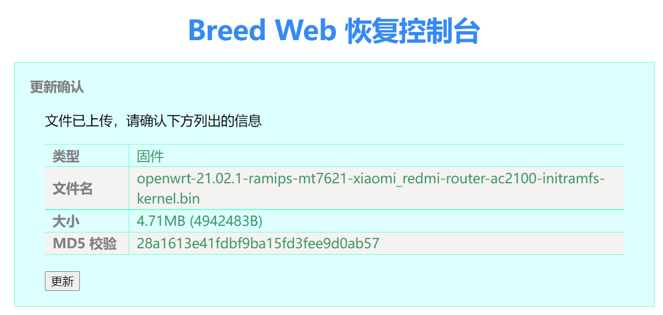 Breed Web 恢复控制台
更新确认
文件已上传，请确认下方列出的信息
类型 固件
文件名 openwrt-21.02.1-ramips-mt7621-xiaomi_redmi-router-ac2100-initramfs-
kernel.bin
大小 4.71MB (4942483B)
MD5 校验 28a1613e41fdbf9ba15fd3fee9d0ab57
更新